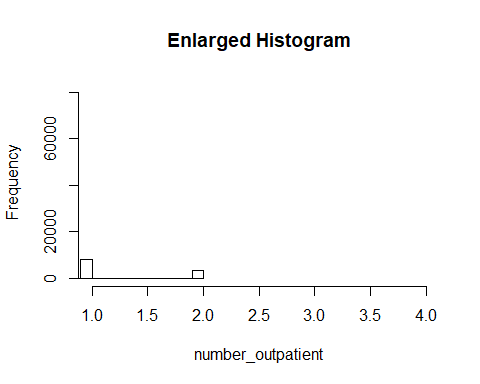 Enlarged Histogram
Frequency
60000
20000
0
1.0 1.5 2.0 2.5 3.0 3.5 4.0
number_outpatient